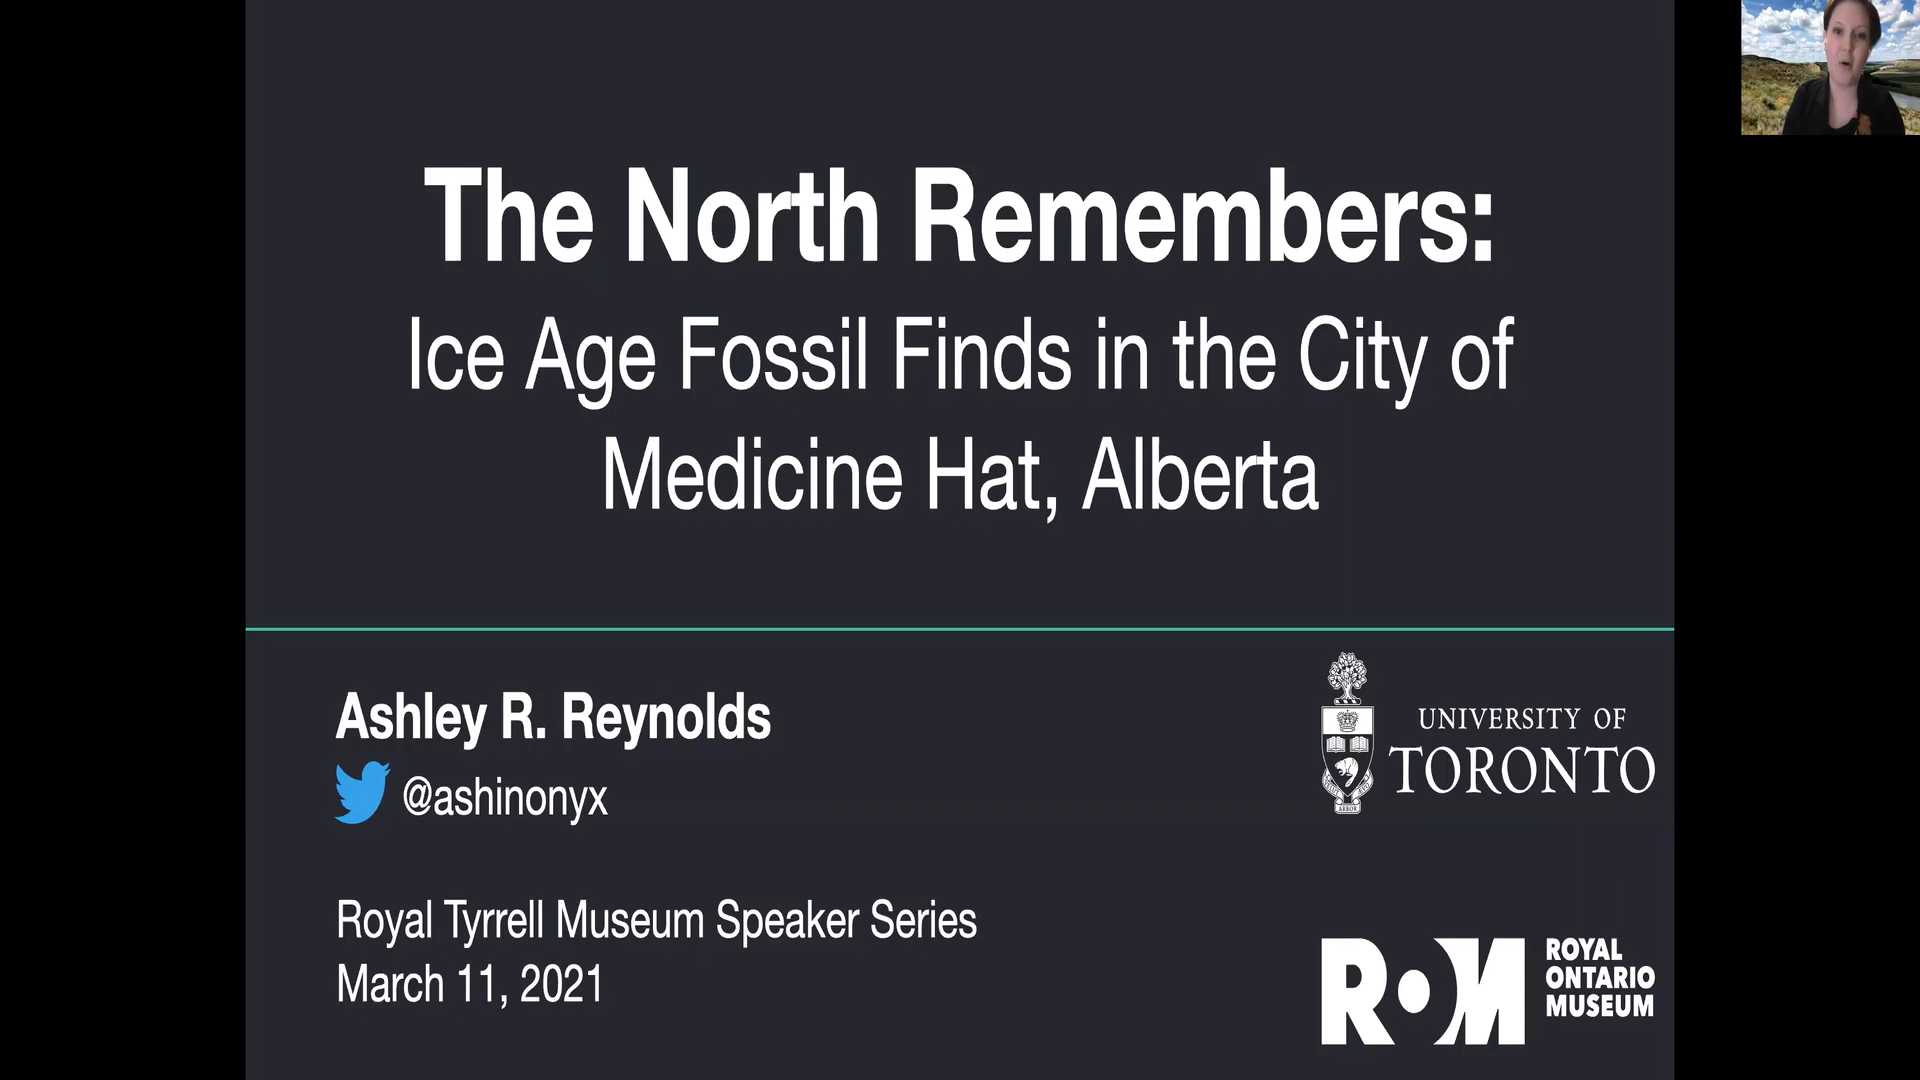 The North Remembers:
Ice Age Fossil Finds in the City of
Medicine Hat, Alberta
Ashley R. Reynolds
@ashinonyx
Royal Tyrrell Museum Speaker Series
March 11, 2021
UNIVERSITY OF
TORONTO
ARBOR
ROM
ROYAL
ONTARIO
MUSEUM